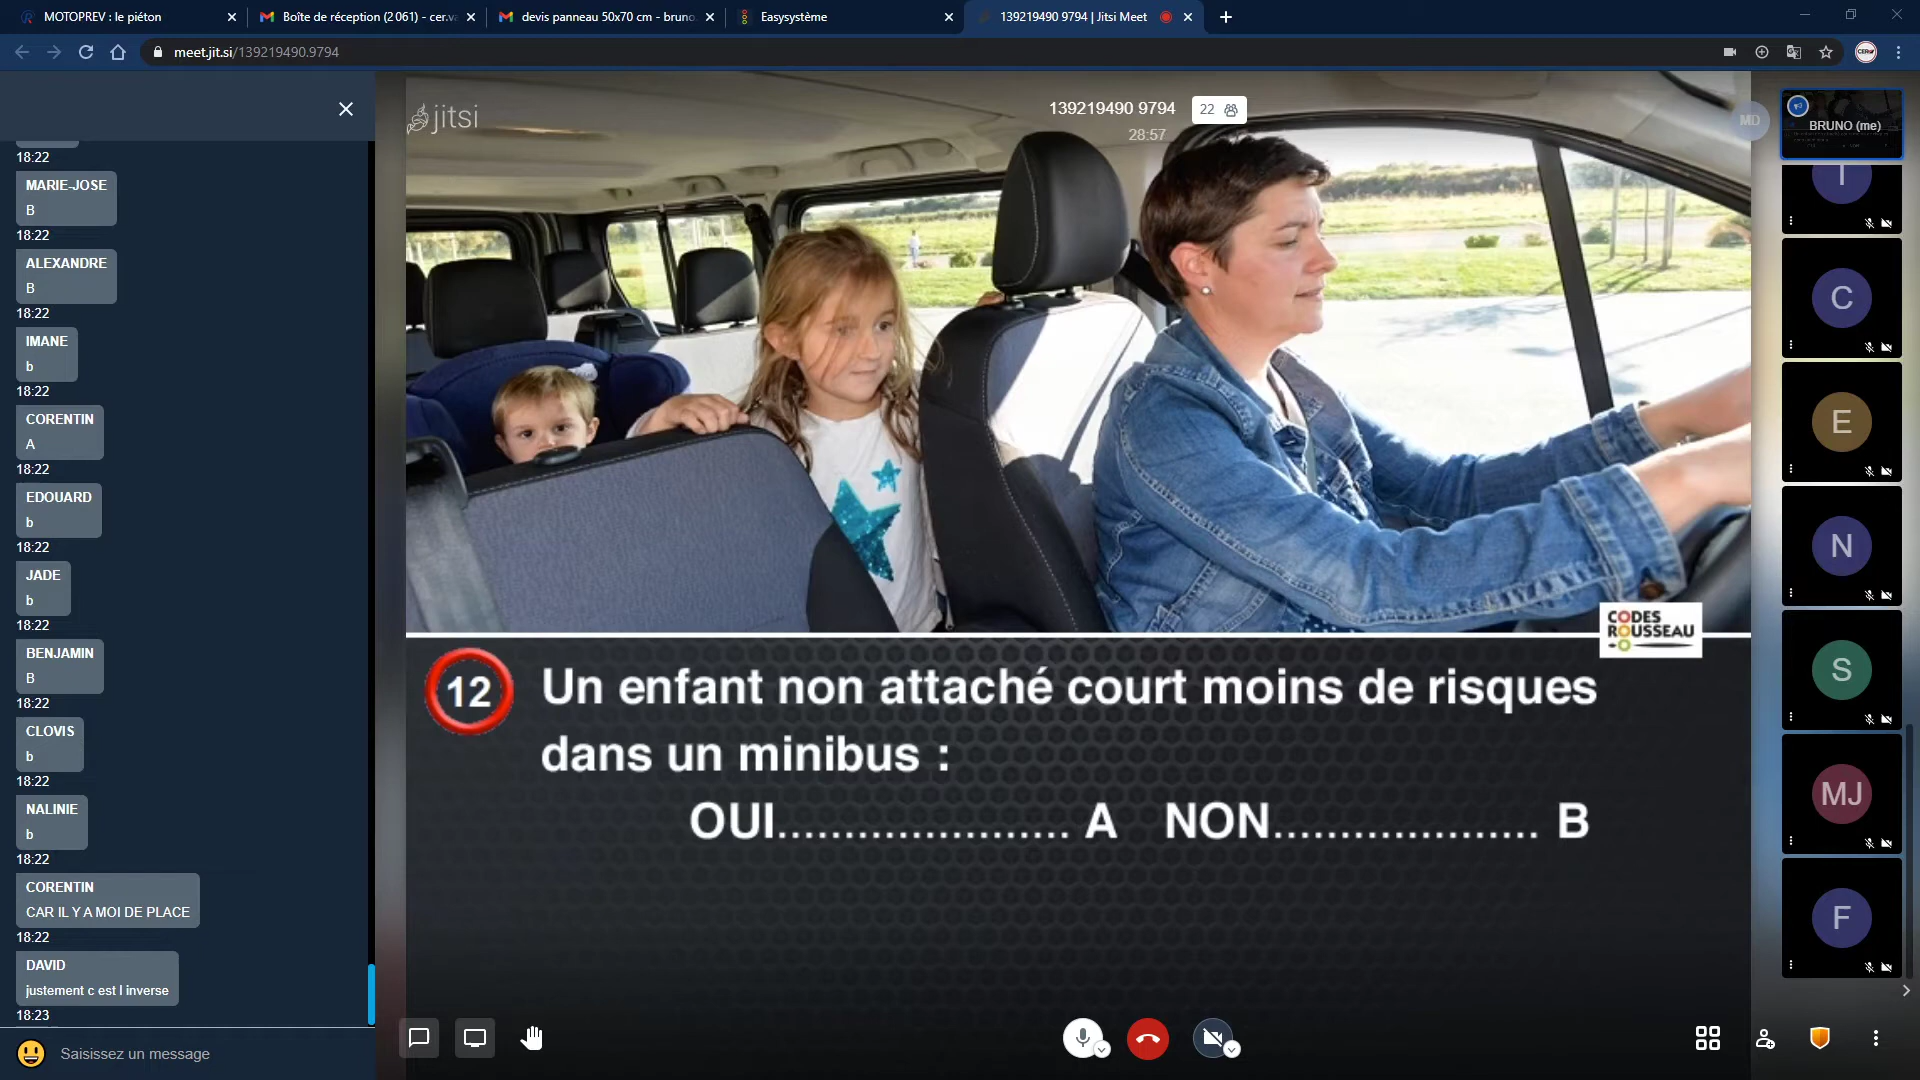 MOTOPREV : le piéton
Boîte de réception (2 061) - cer.va
devis panneau 50x70 cm - bruno.
Easysystème
139219490 9794 | Jitsi Meet
meet.jit.si/139219490.9794
CER
18:22
MARIE-JOSE
B
18:22
ALEXANDRE
B
18:22
IMANE
b
18:22
CORENTIN
A
18:22
EDOUARD
b
18:22
JADE
b
18:22
BENJAMIN
B
18:22
CLOVIS
b
18:22
NALINIE
b
18:22
CORENTIN
CAR IL Y A MOI DE PLACE
18:22
DAVID
justement c est l inverse
18:23
Saisissez un message
jitsi
139219490 9794
22
28:57
MD
CODES
ROUSSEAU
12
Un enfant non attaché court moins de risques
dans un minibus :
OUI...................... A NON.................... B
BRUNO (me)
I
C
E
N
S
MJ
F